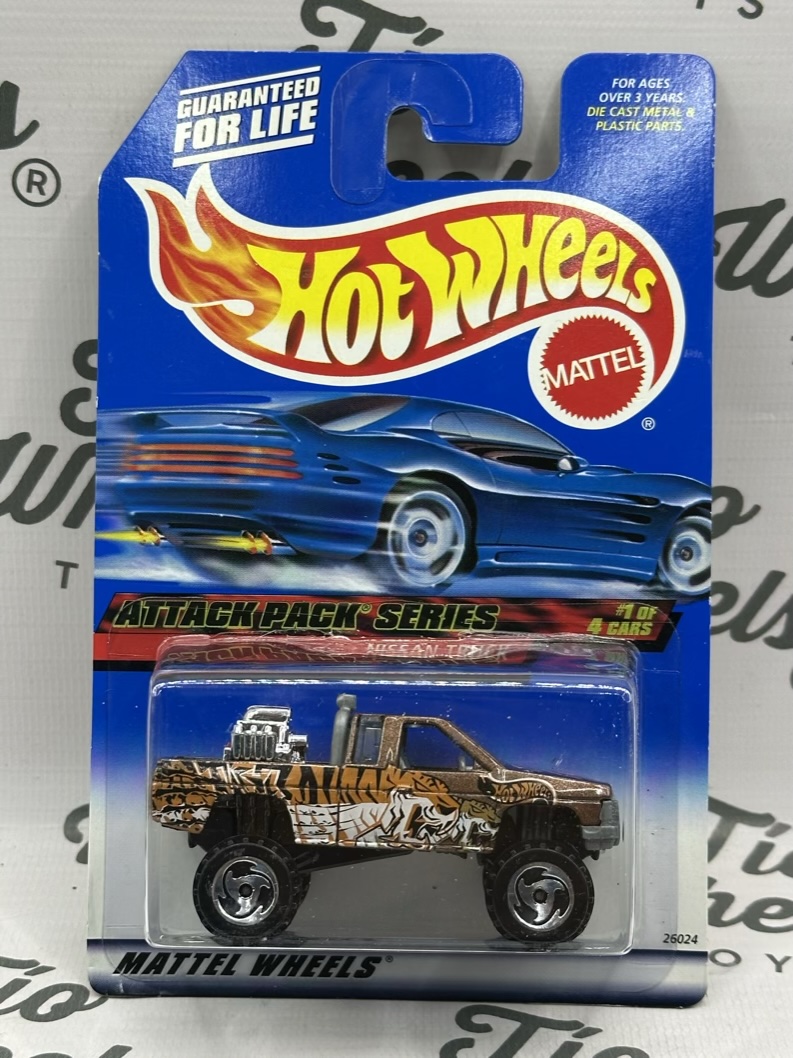 GUARANTEED
FOR LIFE
FOR AGES
OVER 3 YEARS.
DIE CAST METAL &
PLASTIC PARTS.
HOT WHEELS
MATTEL
®
ATTACK PACK® SERIES
#1 OF
4 CARS
NISSAN TRUCK
HOT WHEELS
26024
MATTEL WHEELS®